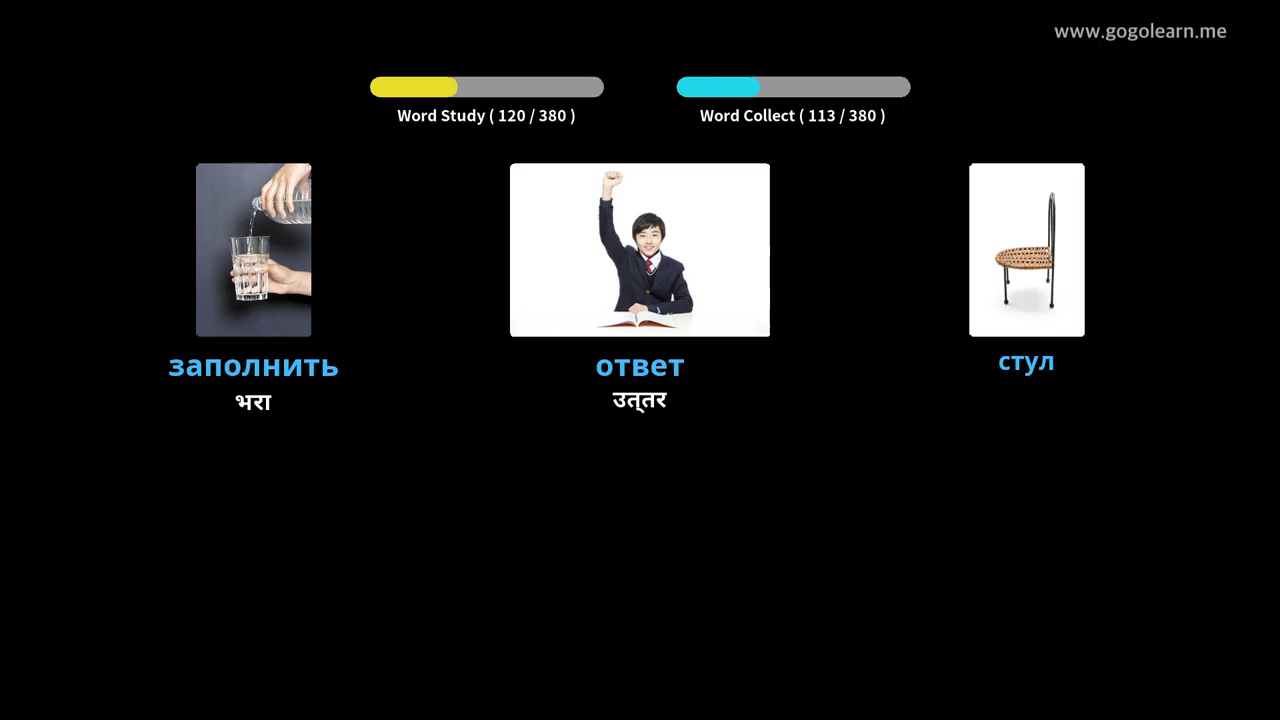 www.gogolearn.me
Word Study ( 120 / 380 )
Word Collect ( 113 / 380 )
заполнить
ответ
стул
भरा
उत्तर